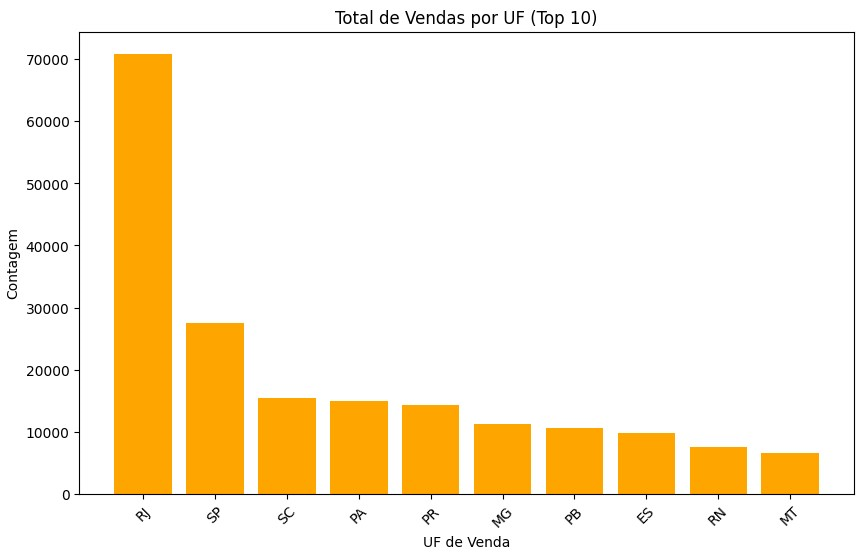 Total de Vendas por UF (Top 10)
70000
60000
50000
40000
30000
20000
10000
0
Contagem
RJ
SP
SC
PA
PR
MG
PB
ES
RN
MT
UF de Venda